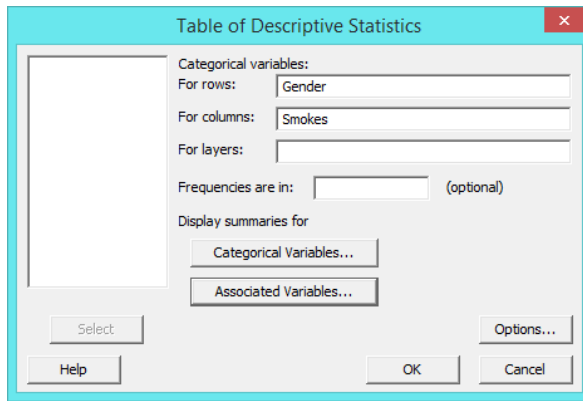 Table of Descriptive Statistics
Categorical variables:
For rows: Gender
For columns: Smokes
For layers:
Frequencies are in: (optional)
Display summaries for
Categorical Variables...
Associated Variables...
Select Options...
Help OK Cancel